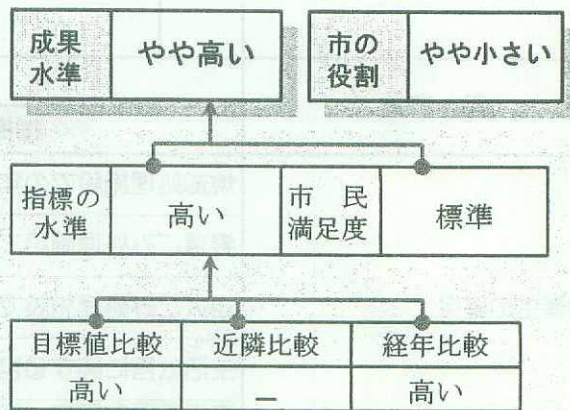 成果水準 やや高い 市の役割 やや小さい
指標の水準 高い 市民満足度 標準
目標値比較 近隣比較 経年比較
高い － 高い